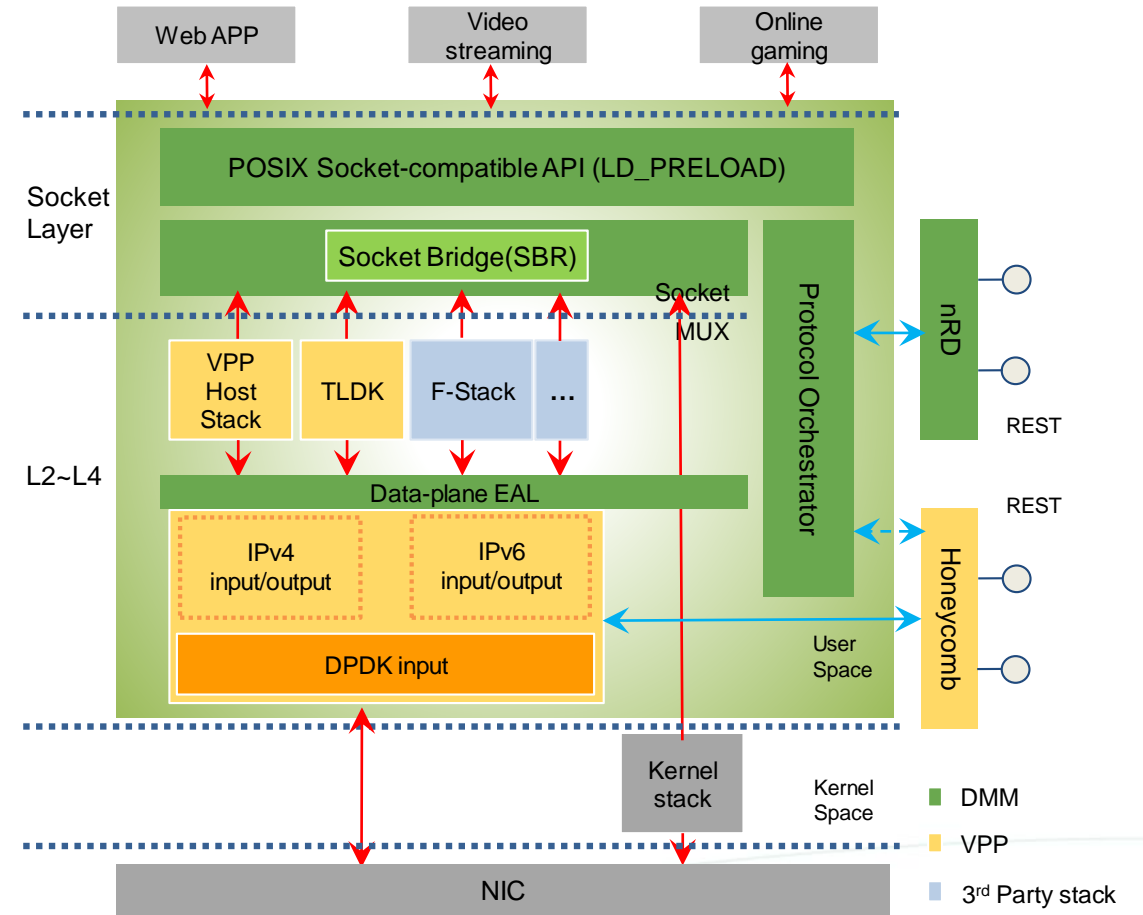 Web APP
Video
streaming
Online
gaming
POSIX Socket-compatible API (LD_PRELOAD)
Socket
Layer
Socket Bridge(SBR)
Socket
MUX
Protocol Orchestrator
nRD
REST
VPP
Host
Stack
TLDK
F-Stack
...
L2~L4
Data-plane EAL
REST
IPv4
input/output
IPv6
input/output
Honeycomb
DPDK input
User
Space
Kernel
stack
Kernel
Space
DMM
VPP
3rd Party stack
NIC